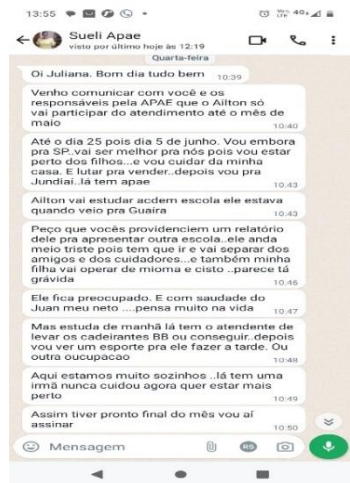 13:55
40%
Sueli Apae
visto por último hoje às 12:19
Quarta-feira
Oi Juliana. Bom dia tudo bem 10:39
Venho comunicar com você e os
responsáveis pela APAE que o Ailton só
vai participar do atendimento até o mês de
maio 10:40
Até o dia 25 pois dia 5 de junho. Vou embora
pra SP..vai ser melhor pra nós pois vou estar
perto dos filhos...e vou cuidar da minha
casa. E lutar pra vender..depois vou pra
Jundiaí..lá tem apae 10:43
Ailton vai estudar acdem escola ele estava
quando veio pra Guaíra 10:43
Peço que vocês providenciem um relatório
dele pra apresentar outra escola..ele anda
meio triste pois tem que ir e vai separar dos
amigos e dos cuidadores...e também minha
filha vai operar de mioma e cisto ..parece tá
grávida 10:46
Ele fica preocupado. E com saudade do
Juan meu neto ....pensa muito na vida 10:47
Mas estuda de manhã lá tem o atendente de
levar os cadeirantes BB ou conseguir..depois
vou ver um esporte pra ele fazer a tarde. Ou
outra oucupacao 10:48
Aqui estamos muito sozinhos ..lá tem uma
irmã nunca cuidou agora quer estar mais
perto 10:49
Assim tiver pronto final do mês vou aí
assinar 10:50
Mensagem
R$